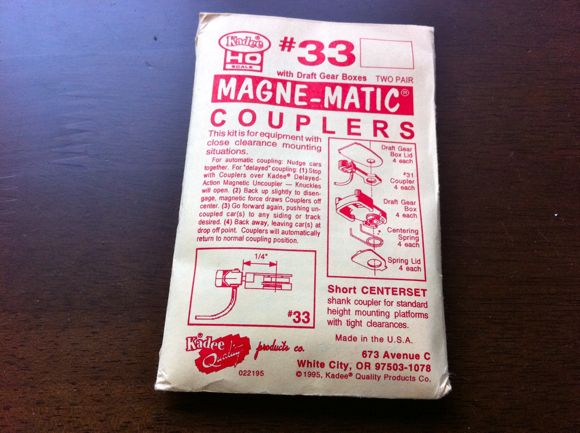 Kadee®
HO
SCALE
#33
with Draft Gear Boxes TWO PAIR
MAGNE-MATIC®
COUPLERS
This kit is for equipment with
close clearance mounting
situations.
For automatic coupling: Nudge cars
together. For "delayed" coupling (1) Stop
with Couplers over Kadee® Delayed-
Action Magnetic Uncoupler — Knuckles
will open. (2) Back up slightly to disen-
gage, magnetic force draws Couplers off
center. (3) Go forward again, pushing un-
coupled car(s) to any siding or track
desired. (4) Back away, leaving car(s) at
drop off point. Couplers will automatically
return to normal coupling position.
Draft Gear
Box Lid
4 each
#31
Coupler
4 each
Draft Gear
Box
4 each
Centering
Spring
4 each
Spring Lid
4 each
1/4"
#33
Short CENTERSET
shank coupler for standard
height mounting platforms
with tight clearances.
Made in the U.S.A.
Kadee
Quality
products co.
022195
673 Avenue C
White City, OR 97503-1078
©1995, Kadee® Quality Products Co.